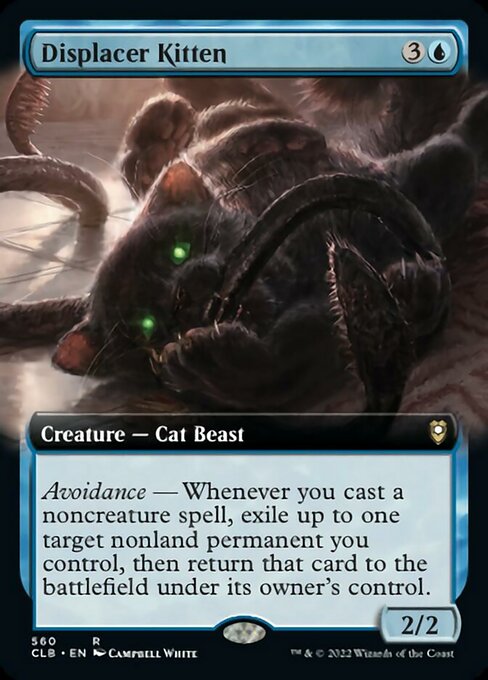 Displacer Kitten 3
Creature — Cat Beast
Avoidance — Whenever you cast a
noncreature spell, exile up to one
target nonland permanent you
control, then return that card to the
battlefield under its owner's control.
2/2
560 R
CLB • EN Campbell White
™ & © 2022 Wizards of the Coast